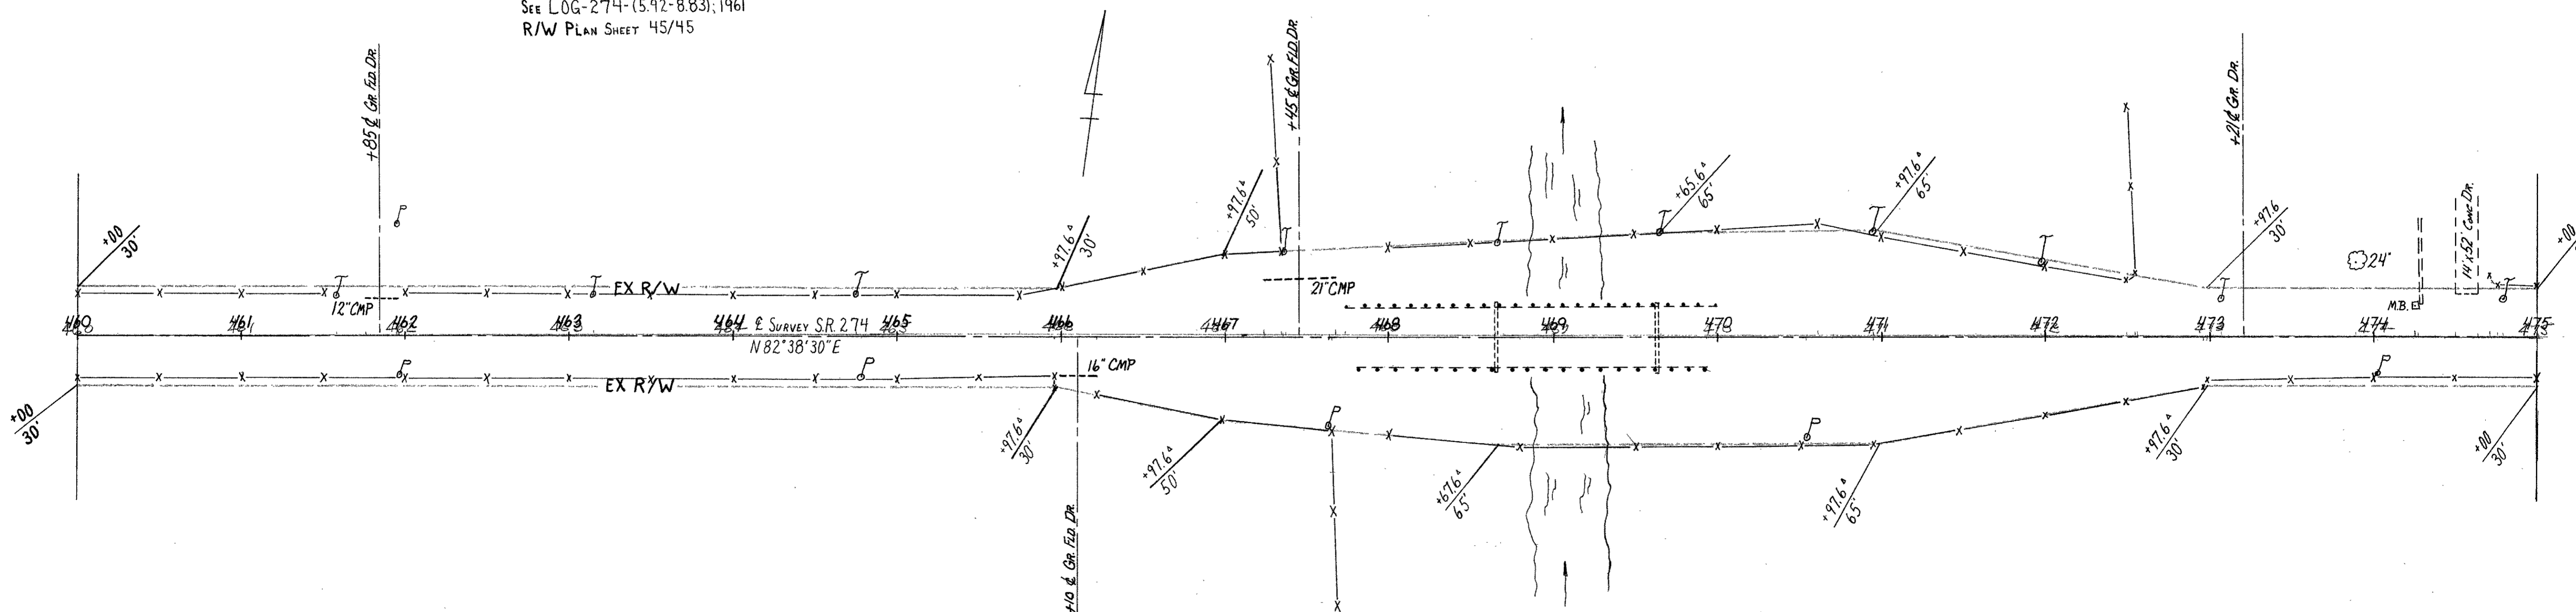 SEE LOG-274-(5.92-8.83); 1961
R/W PLAN SHEET 45/45
+85 ℄ GR. FLD. DR.
+45 ℄ GR. FLD. DR.
+21 ℄ GR. DR.
+00
30'
+97.6 △
30'
+97.6 △
50'
+65.6 △
65'
+97.6 △
65'
+97.6
30'
24"
14' X 52' CONC DR.
+00
EX R/W
12" CMP
21" CMP
M.B.
460 461 462 463 464 ℄ SURVEY S.R. 274 465 466 467 468 469 470 471 472 473 474 475
N 82° 38' 30" E
16" CMP
EX R/W
+00
30'
+97.6 △
30'
+97.6 △
50'
+67.6 △
65'
+97.6 △
65'
+97.6 △
30'
+00
30'
+10 ℄ GR. FLD. DR.